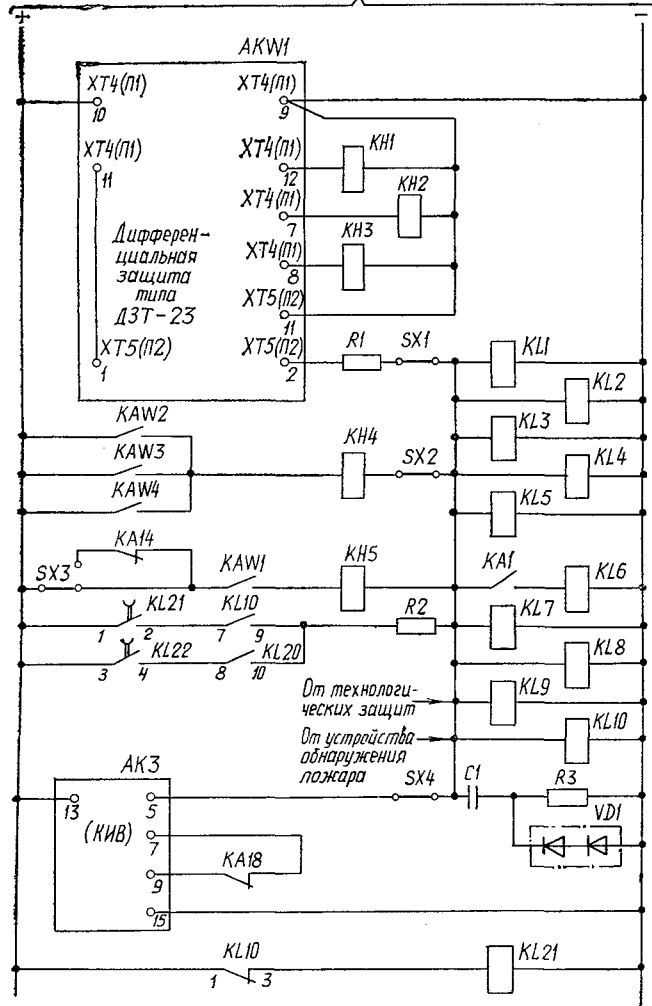 + −
AKW1
XT4(П1) XT4(П1)
10 9
XT4(П1) XT4(П1) KH1
11 12
XT4(П1) KH2
7
Дифферен-
циальная
защита
типа
ДЗТ-23
XT4(П1) KH3
8
XT5(П2)
11
XT5(П2) XT5(П2) R1 SX1 KL1
1 2
KL2
KAW2 KL3
KAW3 KH4 SX2 KL4
KAW4 KL5
KA14
SX3 KAW1 KH5 KA1 KL6
KL21 KL10 R2 KL7
1 2 7 9
KL22 KL20 KL8
3 4 8 10
От технологи-
ческих защит
KL9
От устройства
обнаружения
пожара
KL10
AK3 SX4 C1 R3
13 5
(КИВ) 7 VD1
KA18
9
15
KL10 KL21
1 3